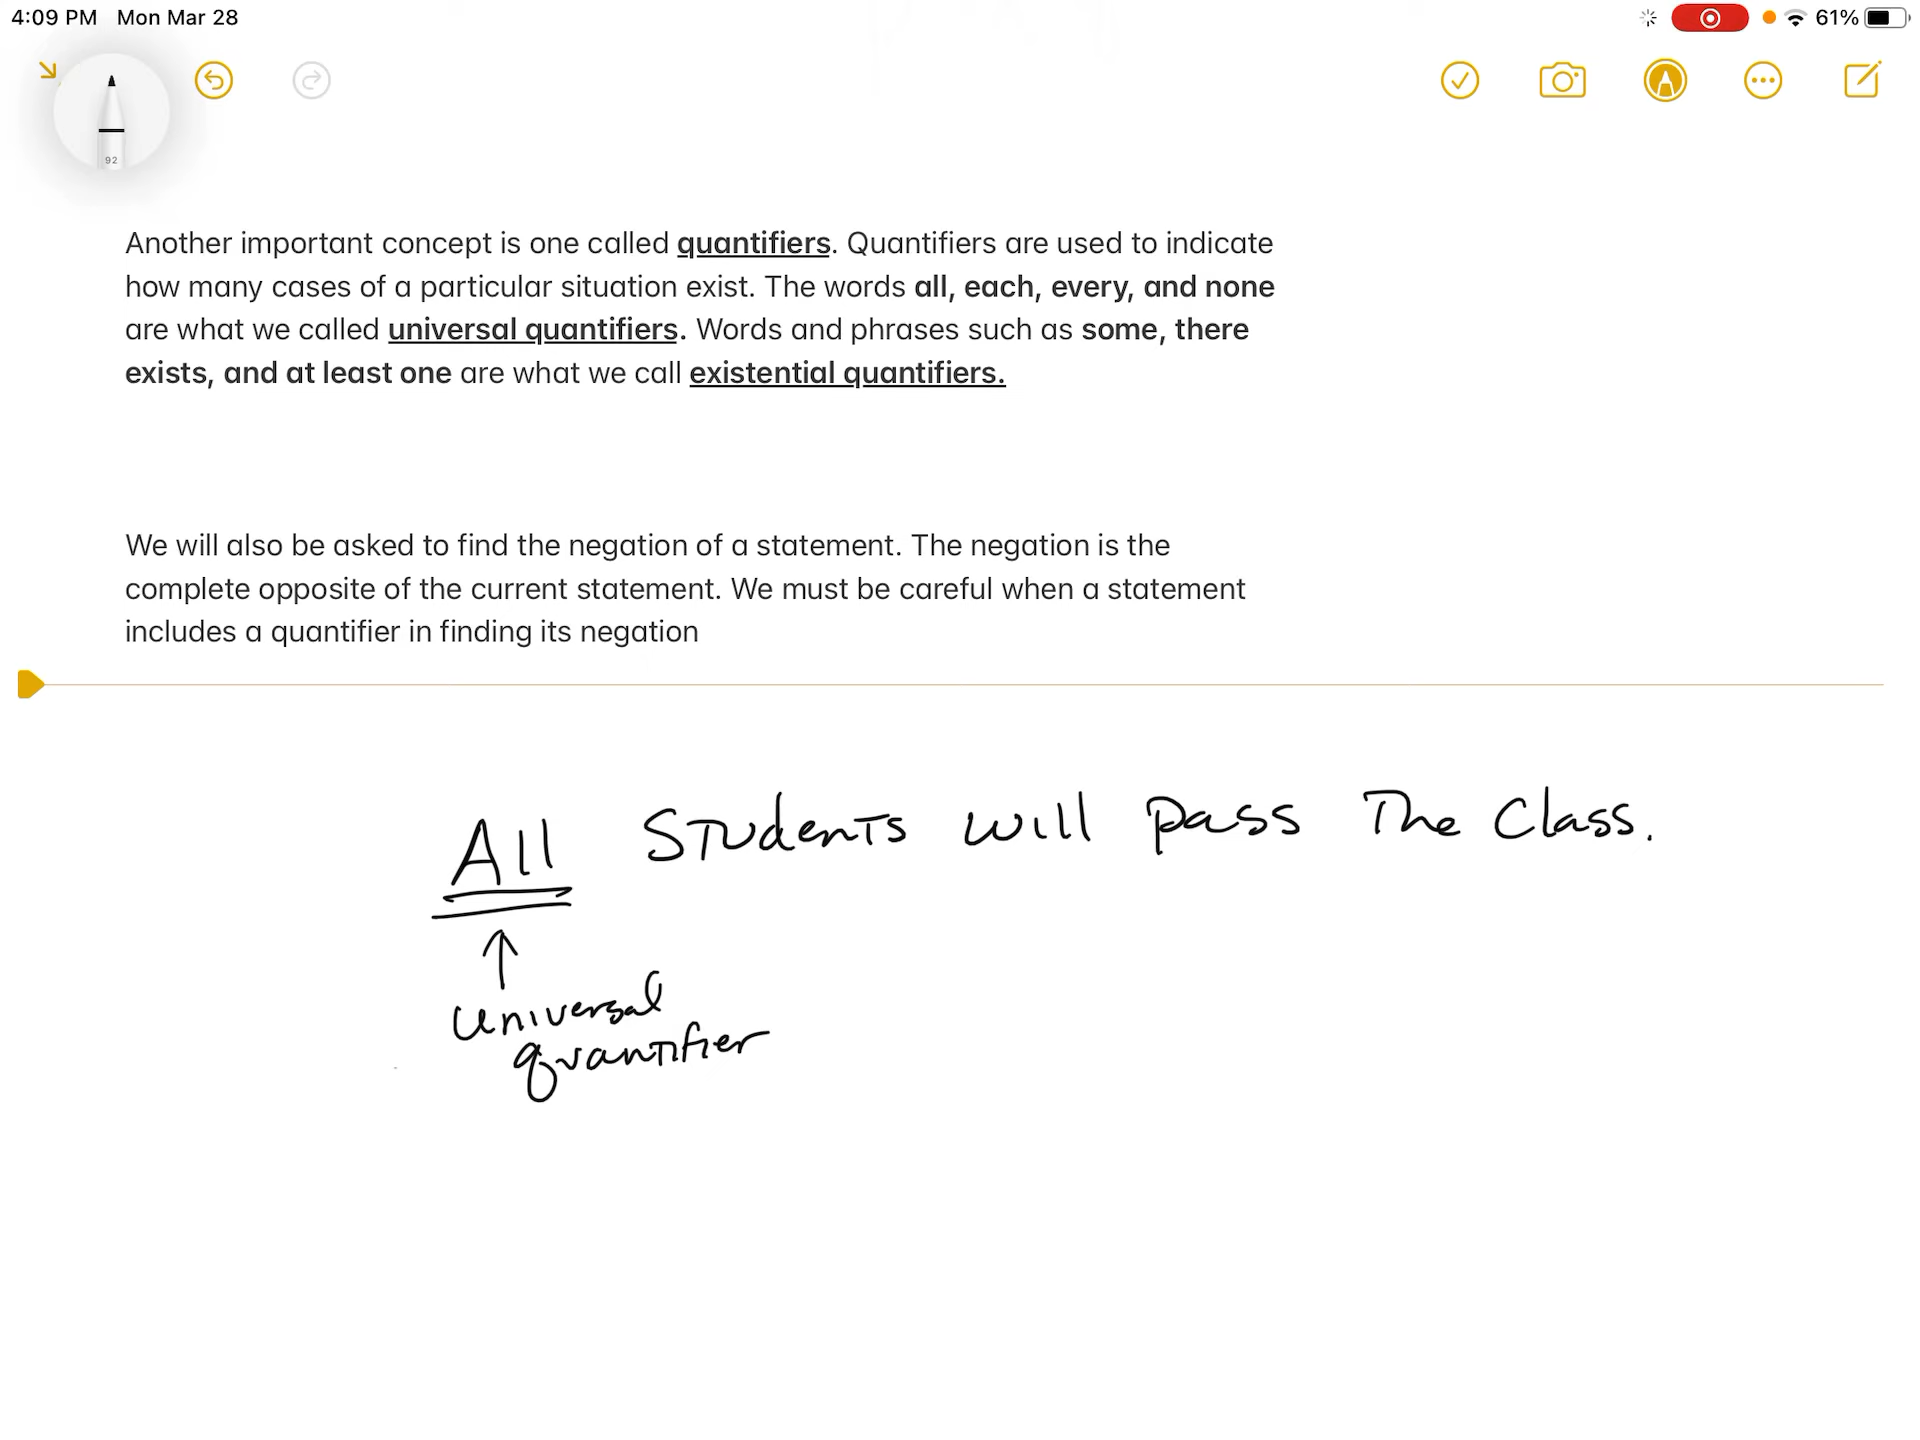 4:09 PM Mon Mar 28
61%
92
Another important concept is one called quantifiers. Quantifiers are used to indicate
how many cases of a particular situation exist. The words all, each, every, and none
are what we called universal quantifiers. Words and phrases such as some, there
exists, and at least one are what we call existential quantifiers.
We will also be asked to find the negation of a statement. The negation is the
complete opposite of the current statement. We must be careful when a statement
includes a quantifier in finding its negation
All Students will pass The Class.
↑
universal
quantifier